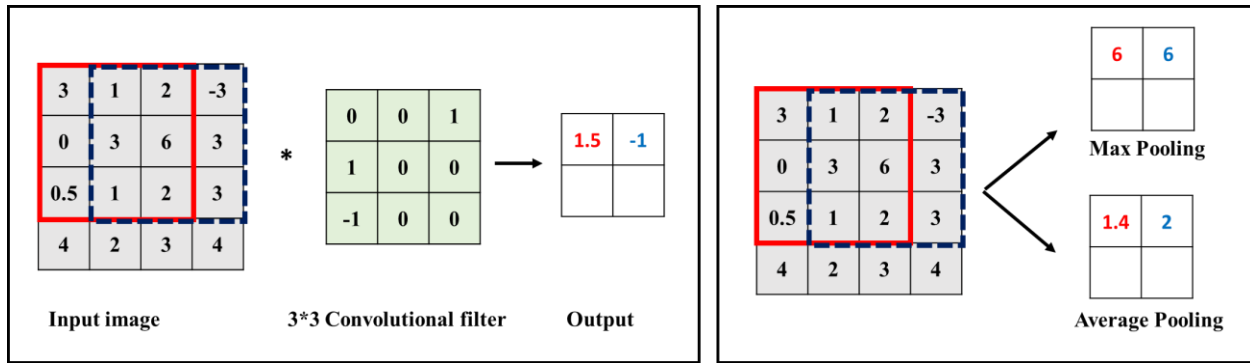 3 1 2 -3
0 3 6 3
0.5 1 2 3
4 2 3 4
Input image
*
0 0 1
1 0 0
-1 0 0
3*3 Convolutional filter
1.5 -1
Output
3 1 2 -3
0 3 6 3
0.5 1 2 3
4 2 3 4
6 6
Max Pooling
1.4 2
Average Pooling